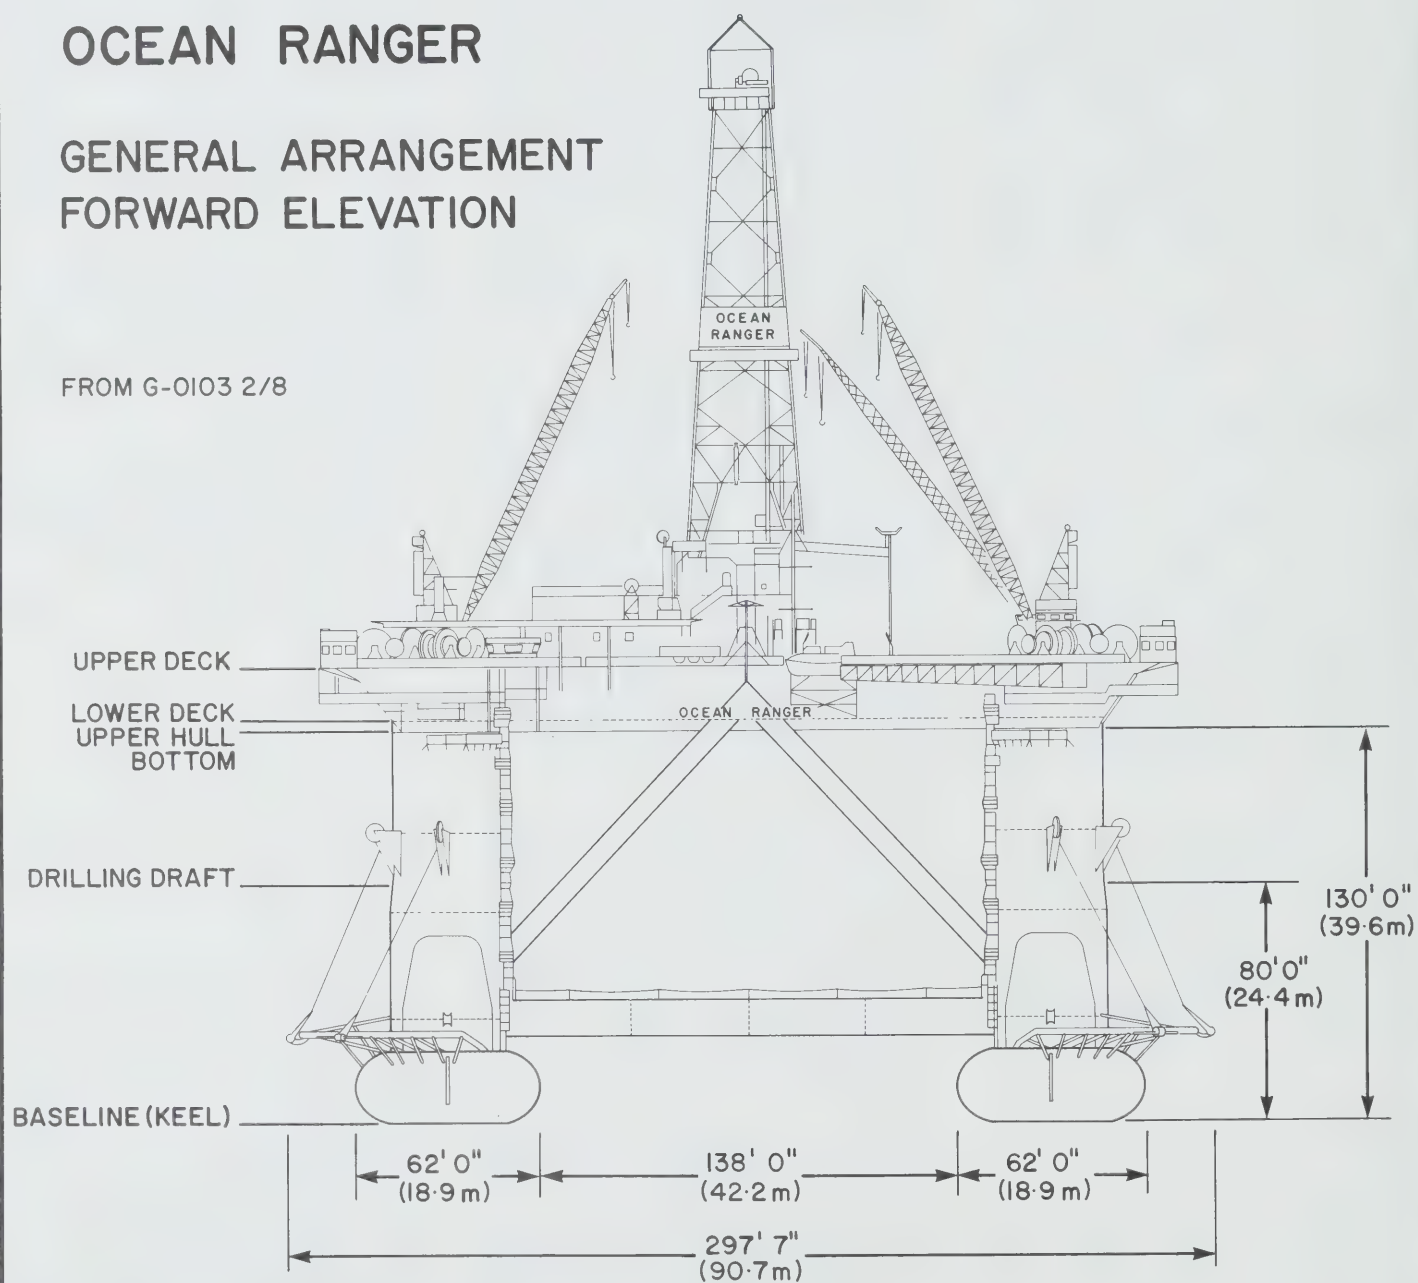 OCEAN RANGER
GENERAL ARRANGEMENT
FORWARD ELEVATION
FROM G-0103 2/8
OCEAN
RANGER
UPPER DECK
LOWER DECK
UPPER HULL
BOTTOM
OCEAN RANGER
DRILLING DRAFT
130' 0"
(39·6m)
80'0"
(24·4m)
BASELINE (KEEL)
62' 0"
(18·9m)
138' 0"
(42·2m)
62' 0"
(18·9m)
297' 7"
(90·7m)